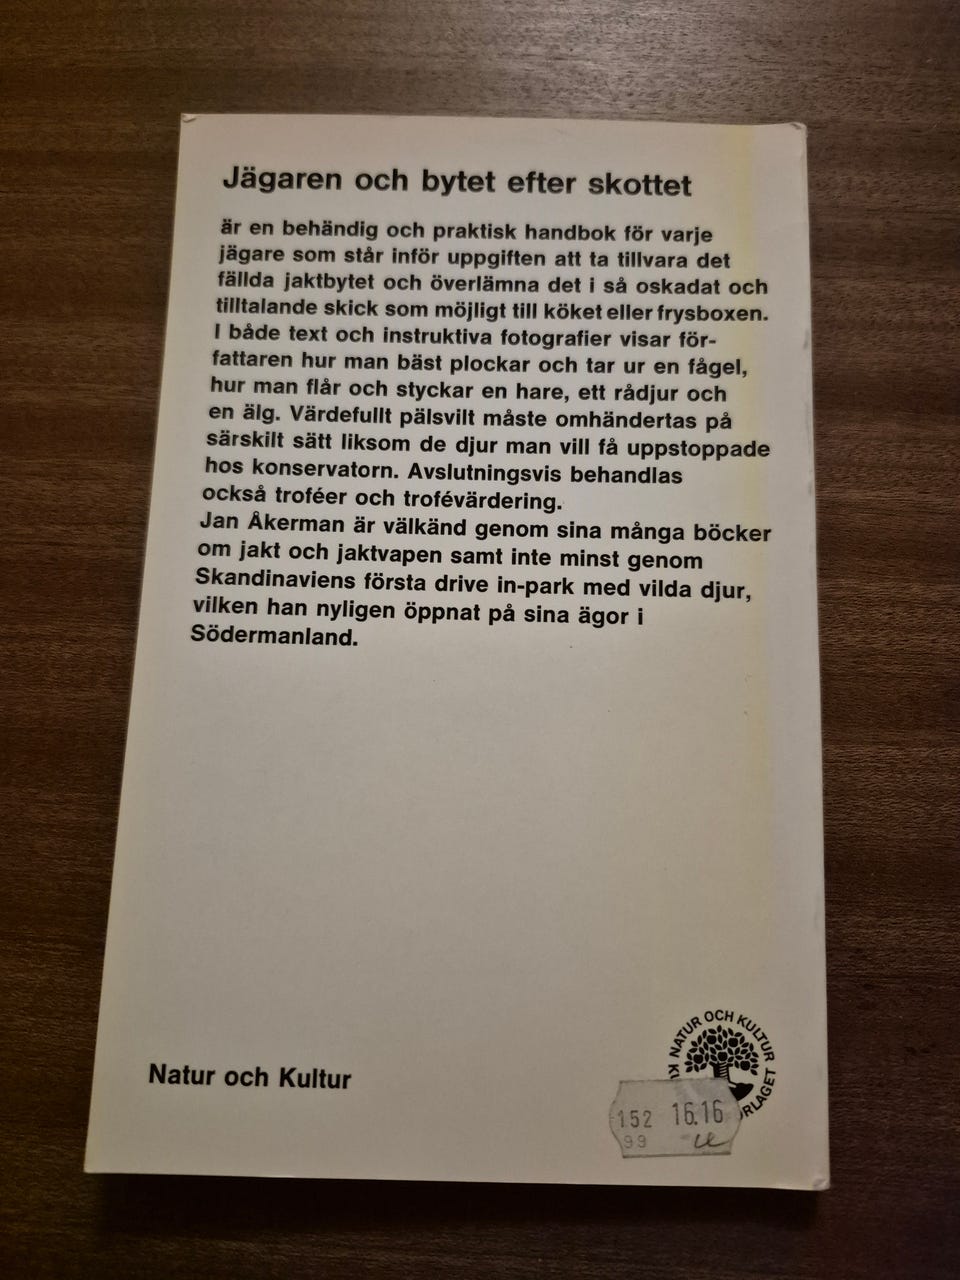 Jägaren och bytet efter skottet
är en behändig och praktisk handbok för varje
jägare som står inför uppgiften att ta tillvara det
fällda jaktbytet och överlämna det i så oskadat och
tilltalande skick som möjligt till köket eller frysboxen.
I både text och instruktiva fotografier visar för-
fattaren hur man bäst plockar och tar ur en fågel,
hur man flår och styckar en hare, ett rådjur och
en älg. Värdefullt pälsvilt måste omhändertas på
särskilt sätt liksom de djur man vill få uppstoppade
hos konservatorn. Avslutningsvis behandlas
också troféer och trofévärdering.
Jan Åkerman är välkänd genom sina många böcker
om jakt och jaktvapen samt inte minst genom
Skandinaviens första drive in-park med vilda djur,
vilken han nyligen öppnat på sina ägor i
Södermanland.
NATUR OCH KULTUR
Natur och Kultur
152 16.16
99